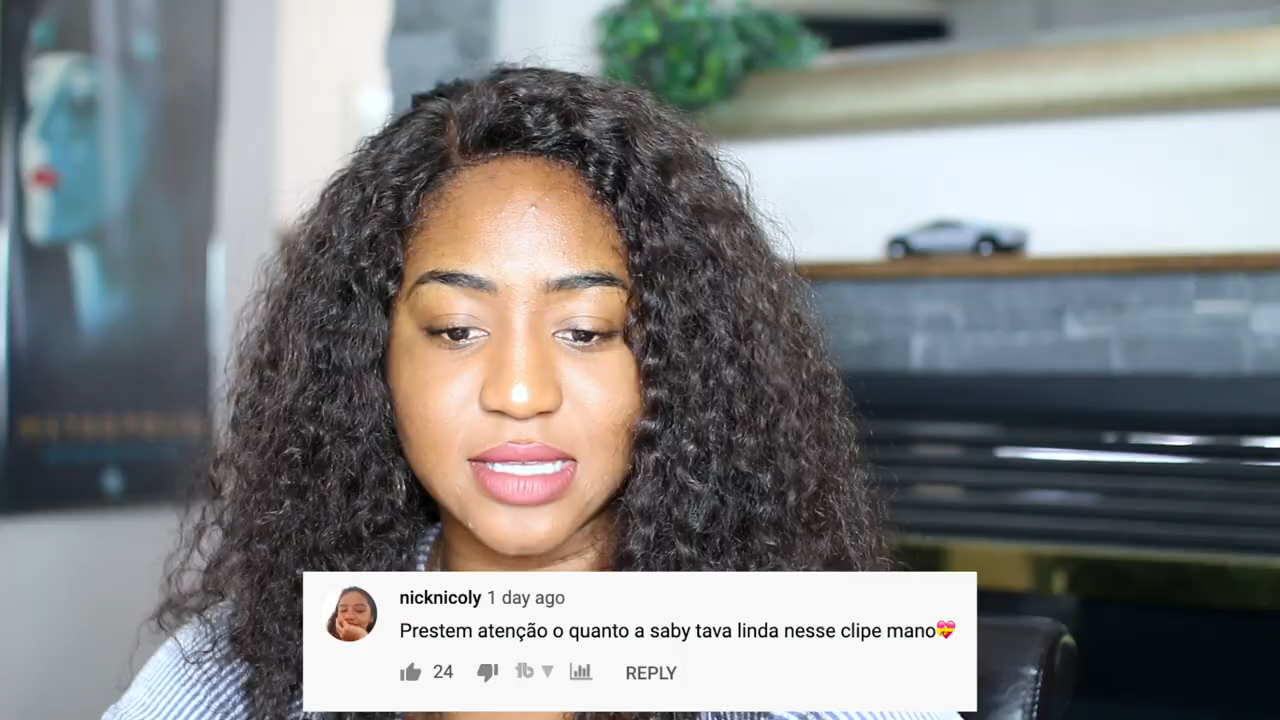 nicknicoly 1 day ago
Prestem atenção o quanto a saby tava linda nesse clipe mano💝
24
REPLY